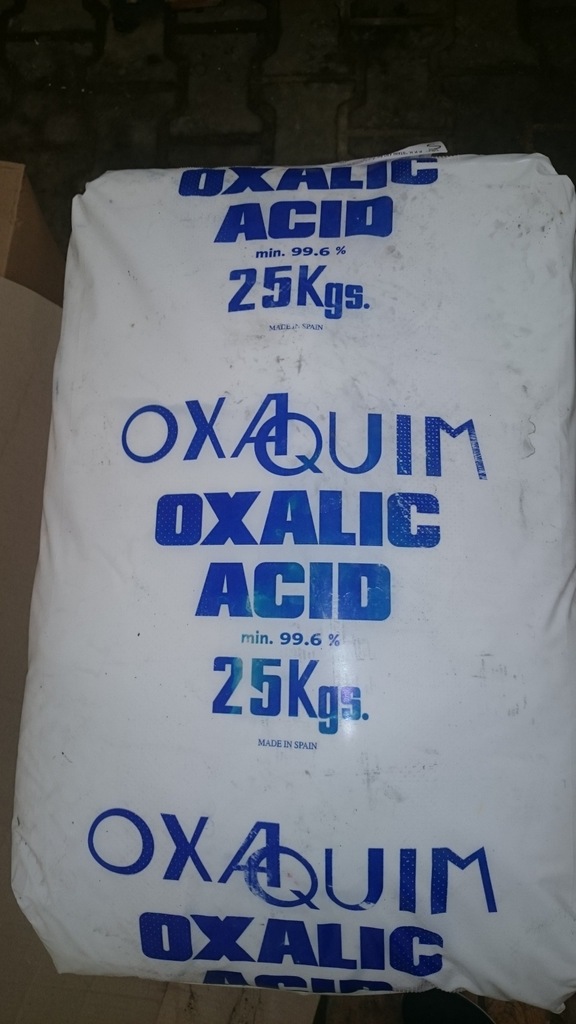 OXALIC
ACID
min. 99.6 %
25Kgs.
MADE IN SPAIN
OXAQUIM
OXALIC
ACID
min. 99.6 %
25Kgs.
MADE IN SPAIN
OXAQUIM
OXALIC
ACID